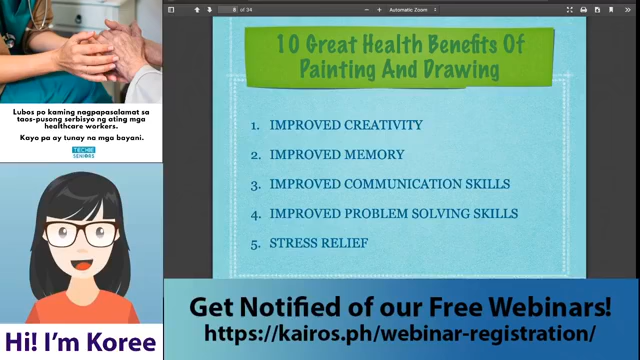 8 of 34
Automatic Zoom
10 Great Health Benefits Of
Painting And Drawing
1. IMPROVED CREATIVITY
2. IMPROVED MEMORY
3. IMPROVED COMMUNICATION SKILLS
4. IMPROVED PROBLEM SOLVING SKILLS
5. STRESS RELIEF
Lubos po kaming nagpapasalamat sa
taos-pusong serbisyo ng ating mga
healthcare workers.
Kayo pa ay tunay na mga bayani.
TECHIE
SENIORS
Hi! I'm Koree
Get Notified of our Free Webinars!
https://kairos.ph/webinar-registration/